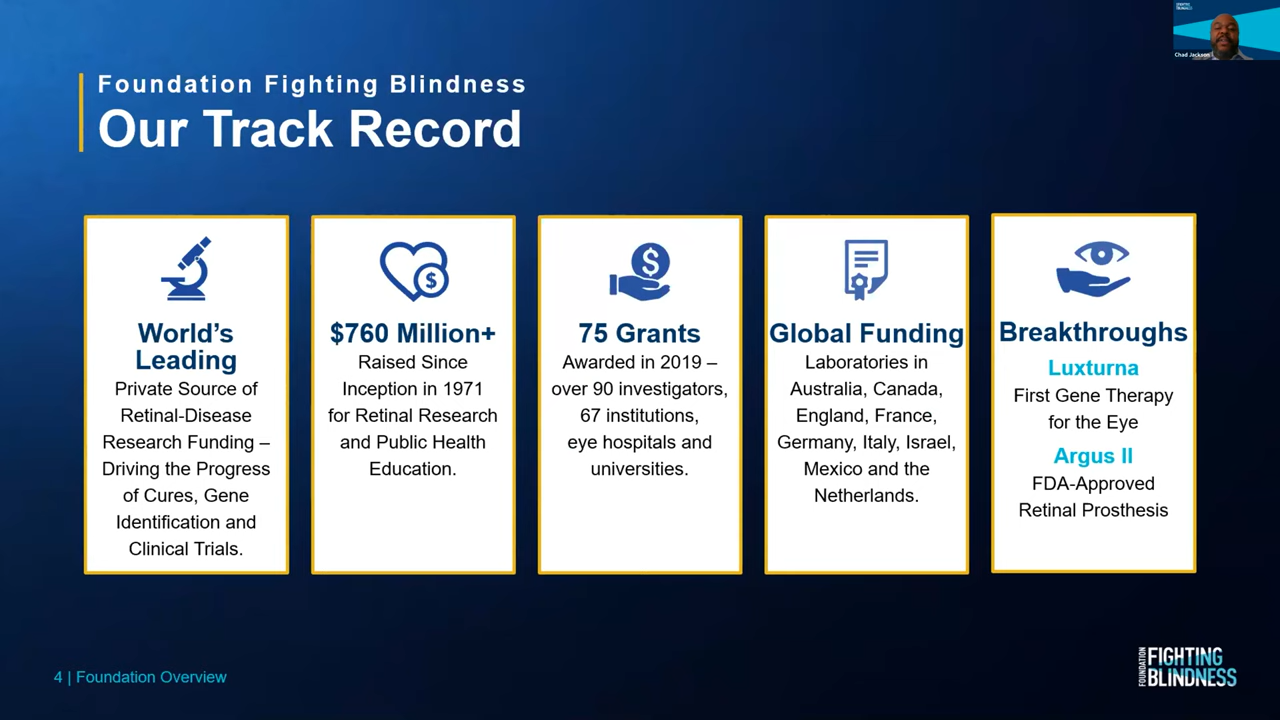 FIGHTING
BLINDNESS
Chad Jackson
Foundation Fighting Blindness
Our Track Record
World's
Leading
Private Source of
Retinal-Disease
Research Funding –
Driving the Progress
of Cures, Gene
Identification and
Clinical Trials.
$760 Million+
Raised Since
Inception in 1971
for Retinal Research
and Public Health
Education.
75 Grants
Awarded in 2019 –
over 90 investigators,
67 institutions,
eye hospitals and
universities.
Global Funding
Laboratories in
Australia, Canada,
England, France,
Germany, Italy, Israel,
Mexico and the
Netherlands.
Breakthroughs
Luxturna
First Gene Therapy
for the Eye
Argus II
FDA-Approved
Retinal Prosthesis
4 | Foundation Overview
FOUNDATION
FIGHTING
BLINDNESS